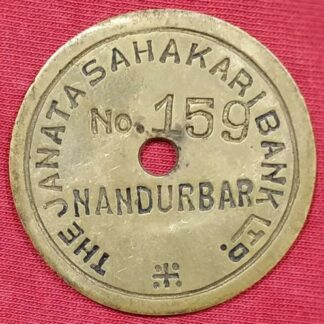 THE JANATA SAHAKARI BANK LTD.
No. 159
NANDURBAR